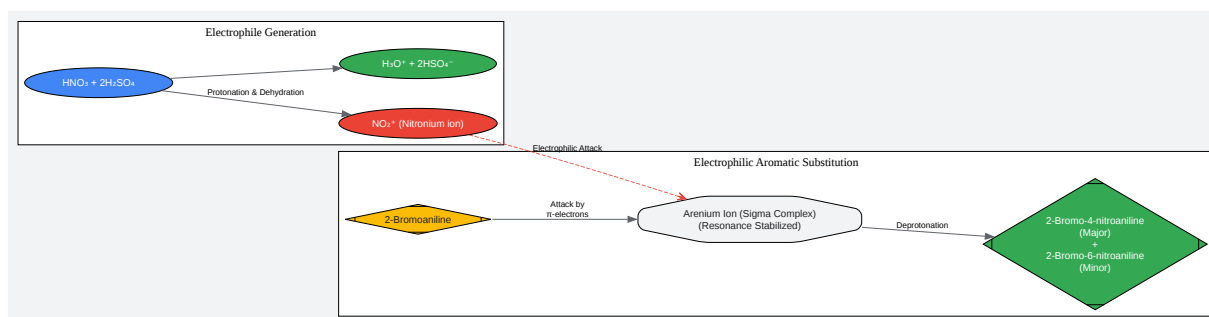 Electrophile Generation
HNO₃ + 2H₂SO₄
H₃O⁺ + 2HSO₄⁻
Protonation & Dehydration
NO₂⁺ (Nitronium ion)
Electrophilic Attack
Electrophilic Aromatic Substitution
2-Bromoaniline
Attack by
π-electrons
Arenium Ion (Sigma Complex)
(Resonance Stabilized)
Deprotonation
2-Bromo-4-nitroaniline
(Major)
+
2-Bromo-6-nitroaniline
(Minor)